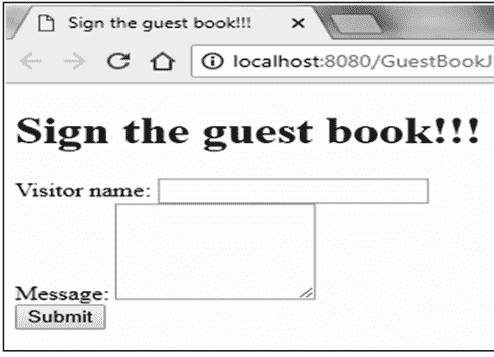 Sign the guest book!!!
localhost:8080/GuestBookJ
Sign the guest book!!!
Visitor name:
Message:
Submit